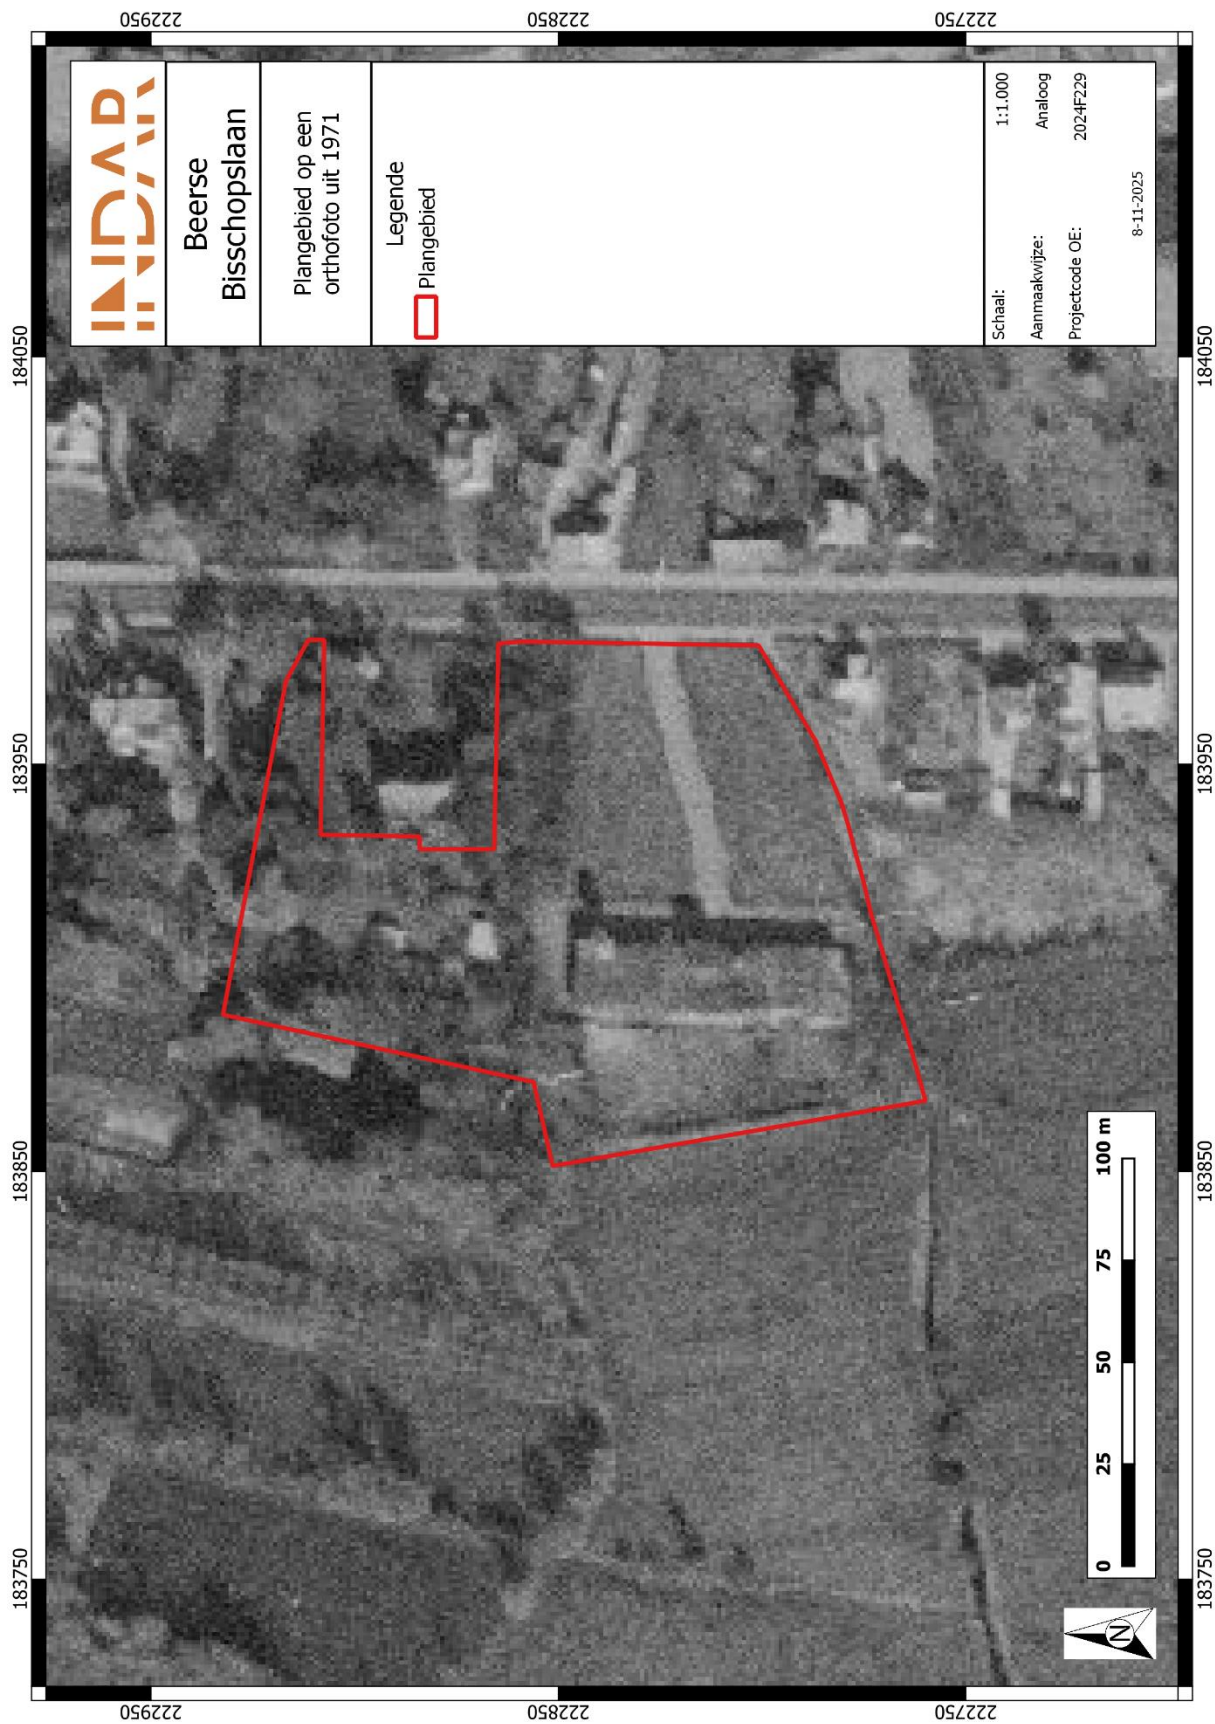 INDAR
Beerse
Bisschopslaan
Plangebied op een
orthofoto uit 1971
Legende
Plangebied
Schaal: 1:1.000
Aanmaakwijze: Analoog
Projectcode OE: 2024F229
8-11-2025
183750 183850 183950 184050
222950 222950
222850 222850
222750 222750
183750 183850 183950 184050
0 25 50 75 100 m
N